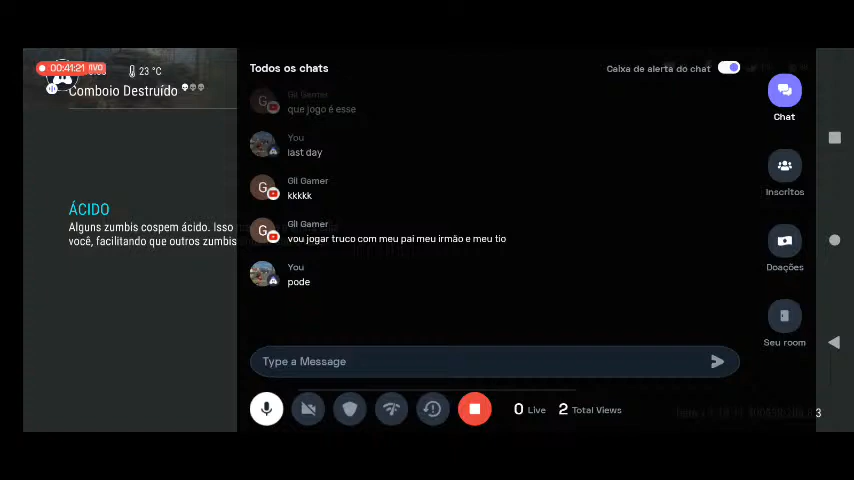 00:41:21
23 °C
Comboio Destruído
ÁCIDO
Alguns zumbis cospem ácido. Isso
você, facilitando que outros zumbis
Todos os chats
Caixa de alerta do chat
G
Gil Gamer
que jogo é esse
You
last day
G
Gil Gamer
kkkkk
G
Gil Gamer
vou jogar truco com meu pai meu irmão e meu tio
You
pode
Type a Message
0 Live 2 Total Views
Chat
Inscritos
Doações
Seu room